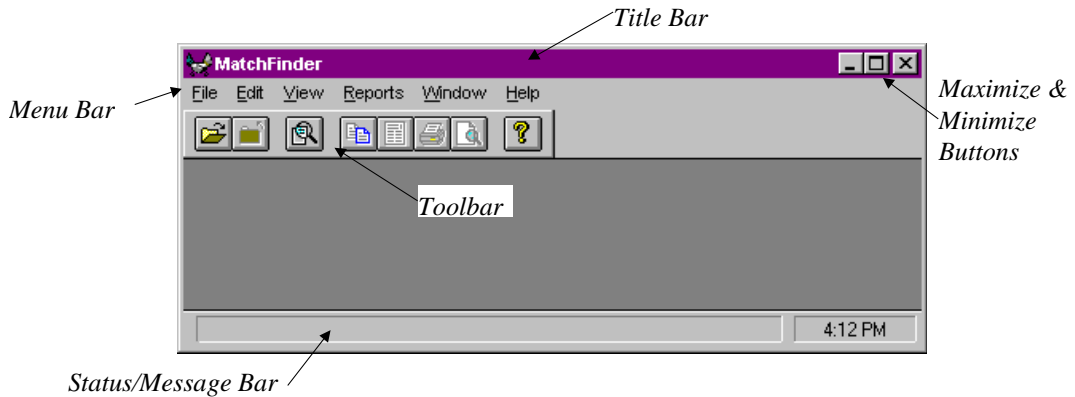 Title Bar
MatchFinder
File Edit View Reports Window Help
Menu Bar
Maximize &
Minimize
Buttons
Toolbar
4:12 PM
Status/Message Bar